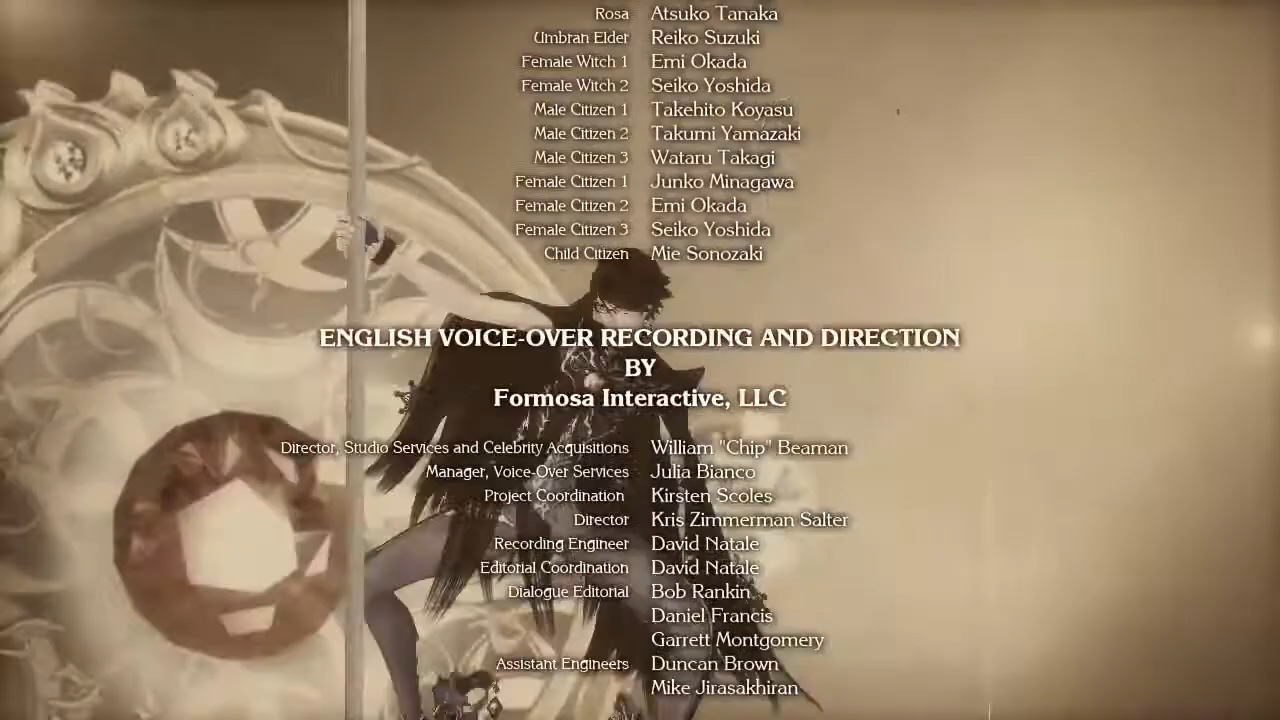 Rosa Atsuko Tanaka
Umbran Elder Reiko Suzuki
Female Witch 1 Emi Okada
Female Witch 2 Seiko Yoshida
Male Citizen 1 Takehito Koyasu
Male Citizen 2 Takumi Yamazaki
Male Citizen 3 Wataru Takagi
Female Citizen 1 Junko Minagawa
Female Citizen 2 Emi Okada
Female Citizen 3 Seiko Yoshida
Child Citizen Mie Sonozaki
ENGLISH VOICE-OVER RECORDING AND DIRECTION
BY
Formosa Interactive, LLC
Director, Studio Services and Celebrity Acquisitions William "Chip" Beaman
Manager, Voice-Over Services Julia Bianco
Project Coordination Kirsten Scoles
Director Kris Zimmerman Salter
Recording Engineer David Natale
Editorial Coordination David Natale
Dialogue Editorial Bob Rankin
Daniel Francis
Garrett Montgomery
Assistant Engineers Duncan Brown
Mike Jirasakhiran